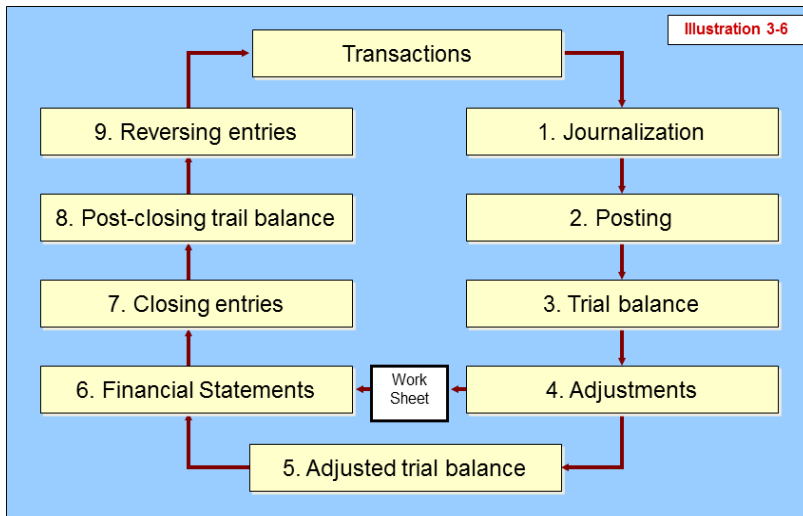 Illustration 3-6
Transactions
1. Journalization
2. Posting
3. Trial balance
4. Adjustments
Work
Sheet
5. Adjusted trial balance
6. Financial Statements
7. Closing entries
8. Post-closing trail balance
9. Reversing entries